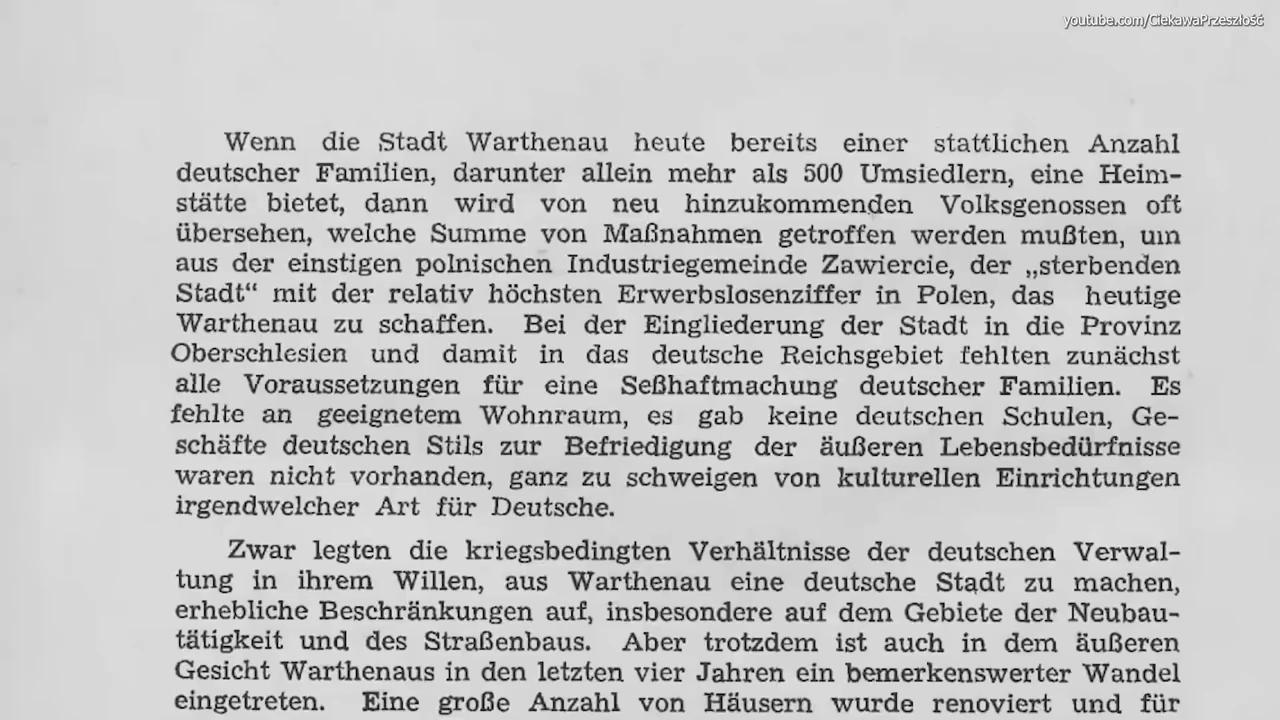 youtube.com/CiekawaPrzeszłość
Wenn die Stadt Warthenau heute bereits einer stattlichen Anzahl
deutscher Familien, darunter allein mehr als 500 Umsiedlern, eine Heim-
stätte bietet, dann wird von neu hinzukommenden Volksgenossen oft
übersehen, welche Summe von Maßnahmen getroffen werden mußten, um
aus der einstigen polnischen Industriegemeinde Zawiercie, der „sterbenden
Stadt“ mit der relativ höchsten Erwerbslosenziffer in Polen, das heutige
Warthenau zu schaffen. Bei der Eingliederung der Stadt in die Provinz
Oberschlesien und damit in das deutsche Reichsgebiet fehlten zunächst
alle Voraussetzungen für eine Seßhaftmachung deutscher Familien. Es
fehlte an geeignetem Wohnraum, es gab keine deutschen Schulen, Ge-
schäfte deutschen Stils zur Befriedigung der äußeren Lebensbedürfnisse
waren nicht vorhanden, ganz zu schweigen von kulturellen Einrichtungen
irgendwelcher Art für Deutsche.
Zwar legten die kriegsbedingten Verhältnisse der deutschen Verwal-
tung in ihrem Willen, aus Warthenau eine deutsche Stadt zu machen,
erhebliche Beschränkungen auf, insbesondere auf dem Gebiete der Neubau-
tätigkeit und des Straßenbaus. Aber trotzdem ist auch in dem äußeren
Gesicht Warthenaus in den letzten vier Jahren ein bemerkenswerter Wandel
eingetreten. Eine große Anzahl von Häusern wurde renoviert und für